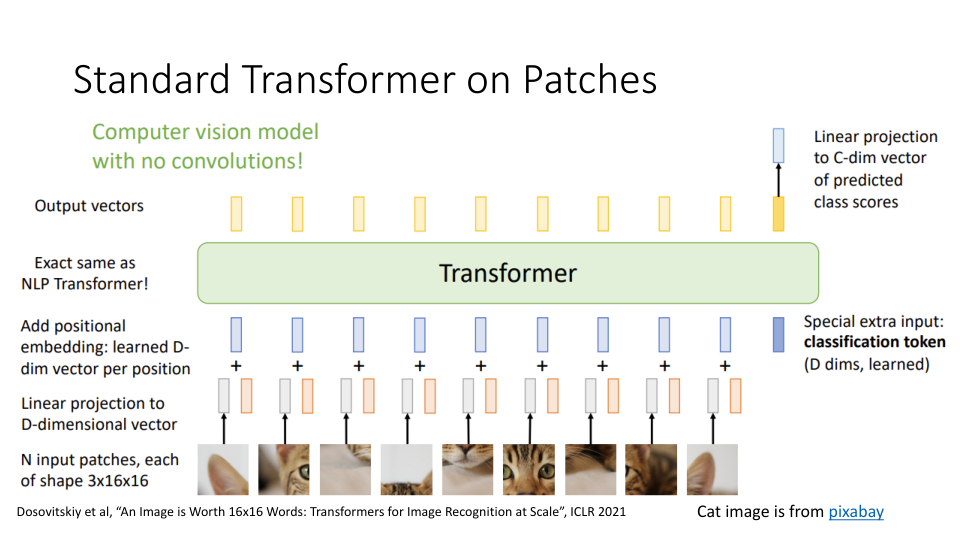 Standard Transformer on Patches
Computer vision model
with no convolutions!
Linear projection
to C-dim vector
of predicted
class scores
Output vectors
Exact same as
NLP Transformer!
Transformer
Add positional
embedding: learned D-
dim vector per position
Special extra input:
classification token
(D dims, learned)
+ + + + + + + + +
Linear projection to
D-dimensional vector
N input patches, each
of shape 3x16x16
Dosovitskiy et al, “An Image is Worth 16x16 Words: Transformers for Image Recognition at Scale”, ICLR 2021
Cat image is from pixabay